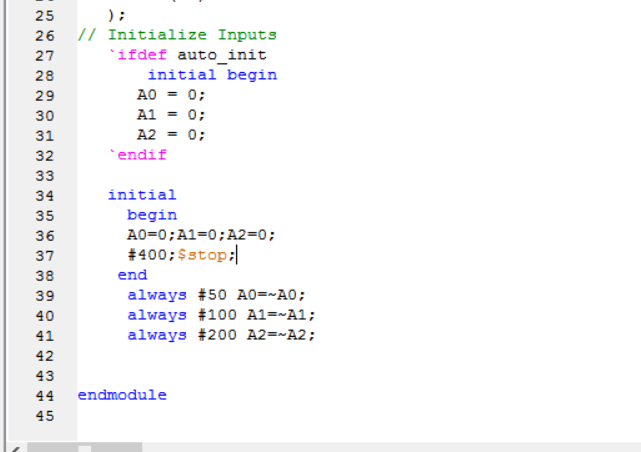 25 );
26 // Initialize Inputs
27 `ifdef auto_init
28 initial begin
29 A0 = 0;
30 A1 = 0;
31 A2 = 0;
32 `endif
33
34 initial
35 begin
36 A0=0;A1=0;A2=0;
37 #400;$stop;
38 end
39 always #50 A0=~A0;
40 always #100 A1=~A1;
41 always #200 A2=~A2;
42
43
44 endmodule
45